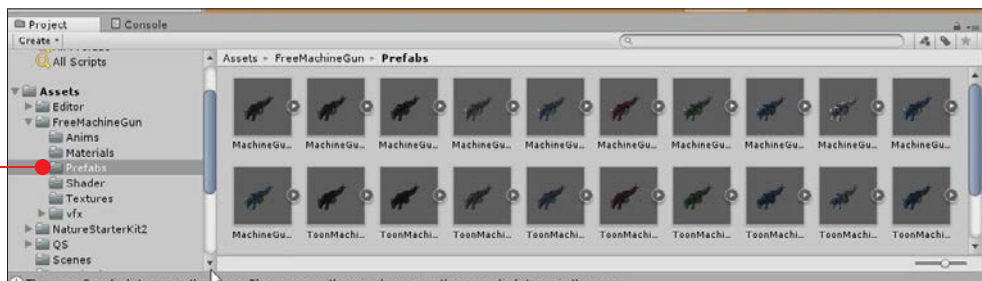 Project
Console
Create
All Scripts
Assets
Editor
FreeMachineGun
Anims
Materials
Prefabs
Shader
Textures
vfx
NatureStarterKit2
QS
Scenes
Assets ▸ FreeMachineGun ▸ Prefabs
MachineGu... MachineGu... MachineGu... MachineGu... MachineGu... MachineGu... MachineGu... MachineGu... MachineGu... MachineGu...
MachineGu... ToonMachi... ToonMachi... ToonMachi... ToonMachi... ToonMachi... ToonMachi... ToonMachi... ToonMachi... ToonMachi...